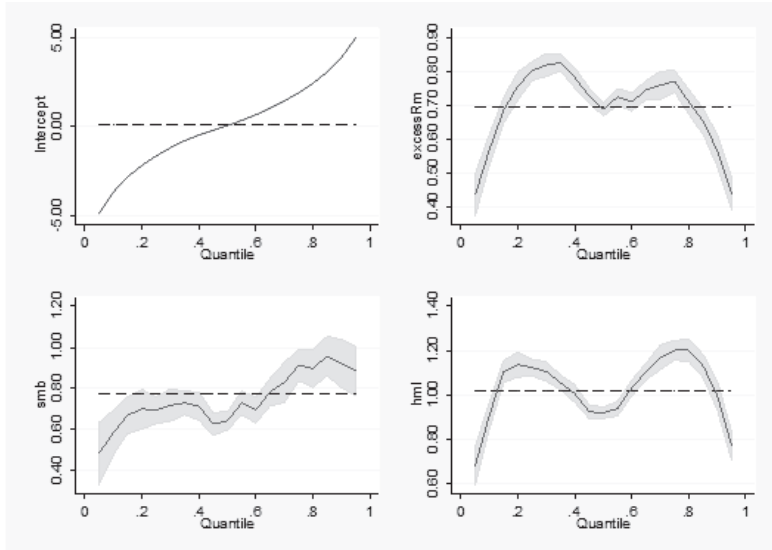 Intercept
5.00
0.00
-5.00
0 .2 .4 .6 .8 1
Quantile
excessRm
0.90
0.80
0.70
0.60
0.50
0.40
0 .2 .4 .6 .8 1
Quantile
smb
1.20
1.00
0.80
0.60
0.40
0 .2 .4 .6 .8 1
Quantile
hml
1.40
1.20
1.00
0.80
0.60
0 .2 .4 .6 .8 1
Quantile